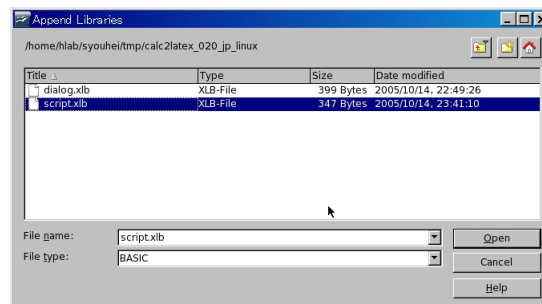 Append Libraries
/home/hlab/syouhei/tmp/calc2latex_020_jp_linux
Title Type Size Date modified
dialog.xlb XLB-File 399 Bytes 2005/10/14, 22:49:26
script.xlb XLB-File 347 Bytes 2005/10/14, 23:41:10
File name: script.xlb Open
File type: BASIC Cancel
Help